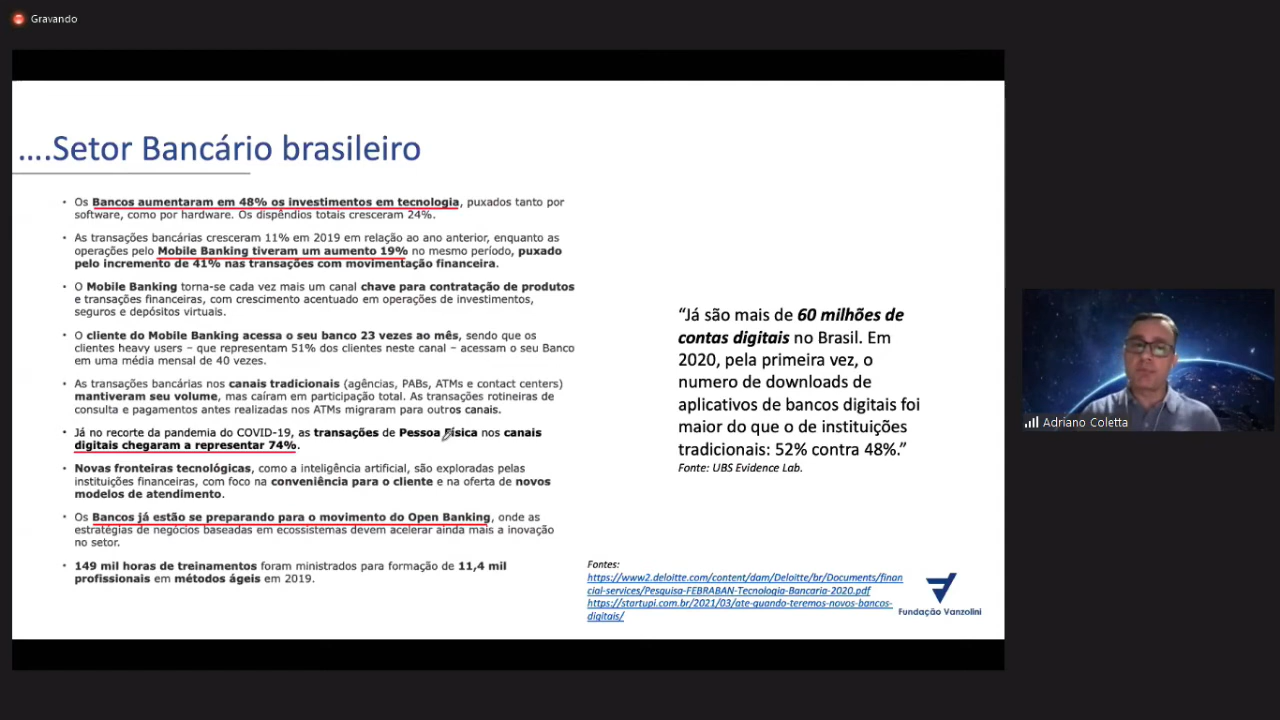 Gravando
....Setor Bancário brasileiro
• Os Bancos aumentaram em 48% os investimentos em tecnologia, puxados tanto por
software, como por hardware. Os dispêndios totais cresceram 24%.
• As transações bancárias cresceram 11% em 2019 em relação ao ano anterior, enquanto as
operações pelo Mobile Banking tiveram um aumento 19% no mesmo período, puxado
pelo incremento de 41% nas transações com movimentação financeira.
• O Mobile Banking torna-se cada vez mais um canal chave para contratação de produtos
e transações financeiras, com crescimento acentuado em operações de investimentos,
seguros e depósitos virtuais.
• O cliente do Mobile Banking acessa o seu banco 23 vezes ao mês, sendo que os
clientes heavy users – que representam 51% dos clientes neste canal – acessam o seu Banco
em uma média mensal de 40 vezes.
• As transações bancárias nos canais tradicionais (agências, PABs, ATMs e contact centers)
mantiveram seu volume, mas caíram em participação total. As transações rotineiras de
consulta e pagamentos antes realizadas nos ATMs migraram para outros canais.
• Já no recorte da pandemia do COVID-19, as transações de Pessoa Física nos canais
digitais chegaram a representar 74%.
• Novas fronteiras tecnológicas, como a inteligência artificial, são exploradas pelas
instituições financeiras, com foco na conveniência para o cliente e na oferta de novos
modelos de atendimento.
• Os Bancos já estão se preparando para o movimento do Open Banking, onde as
estratégias de negócios baseadas em ecossistemas devem acelerar ainda mais a inovação
no setor.
• 149 mil horas de treinamentos foram ministrados para formação de 11,4 mil
profissionais em métodos ágeis em 2019.
“Já são mais de 60 milhões de
contas digitais no Brasil. Em
2020, pela primeira vez, o
numero de downloads de
aplicativos de bancos digitais foi
maior do que o de instituições
tradicionais: 52% contra 48%.”
Fonte: UBS Evidence Lab.
Fontes:
https://www2.deloitte.com/content/dam/Deloitte/br/Documents/finan
cial-services/Pesquisa-FEBRABAN-Tecnologia-Bancaria-2020.pdf
https://startupi.com.br/2021/03/ate-quando-teremos-novos-bancos-
digitais/
Fundação Vanzolini
Adriano Coletta